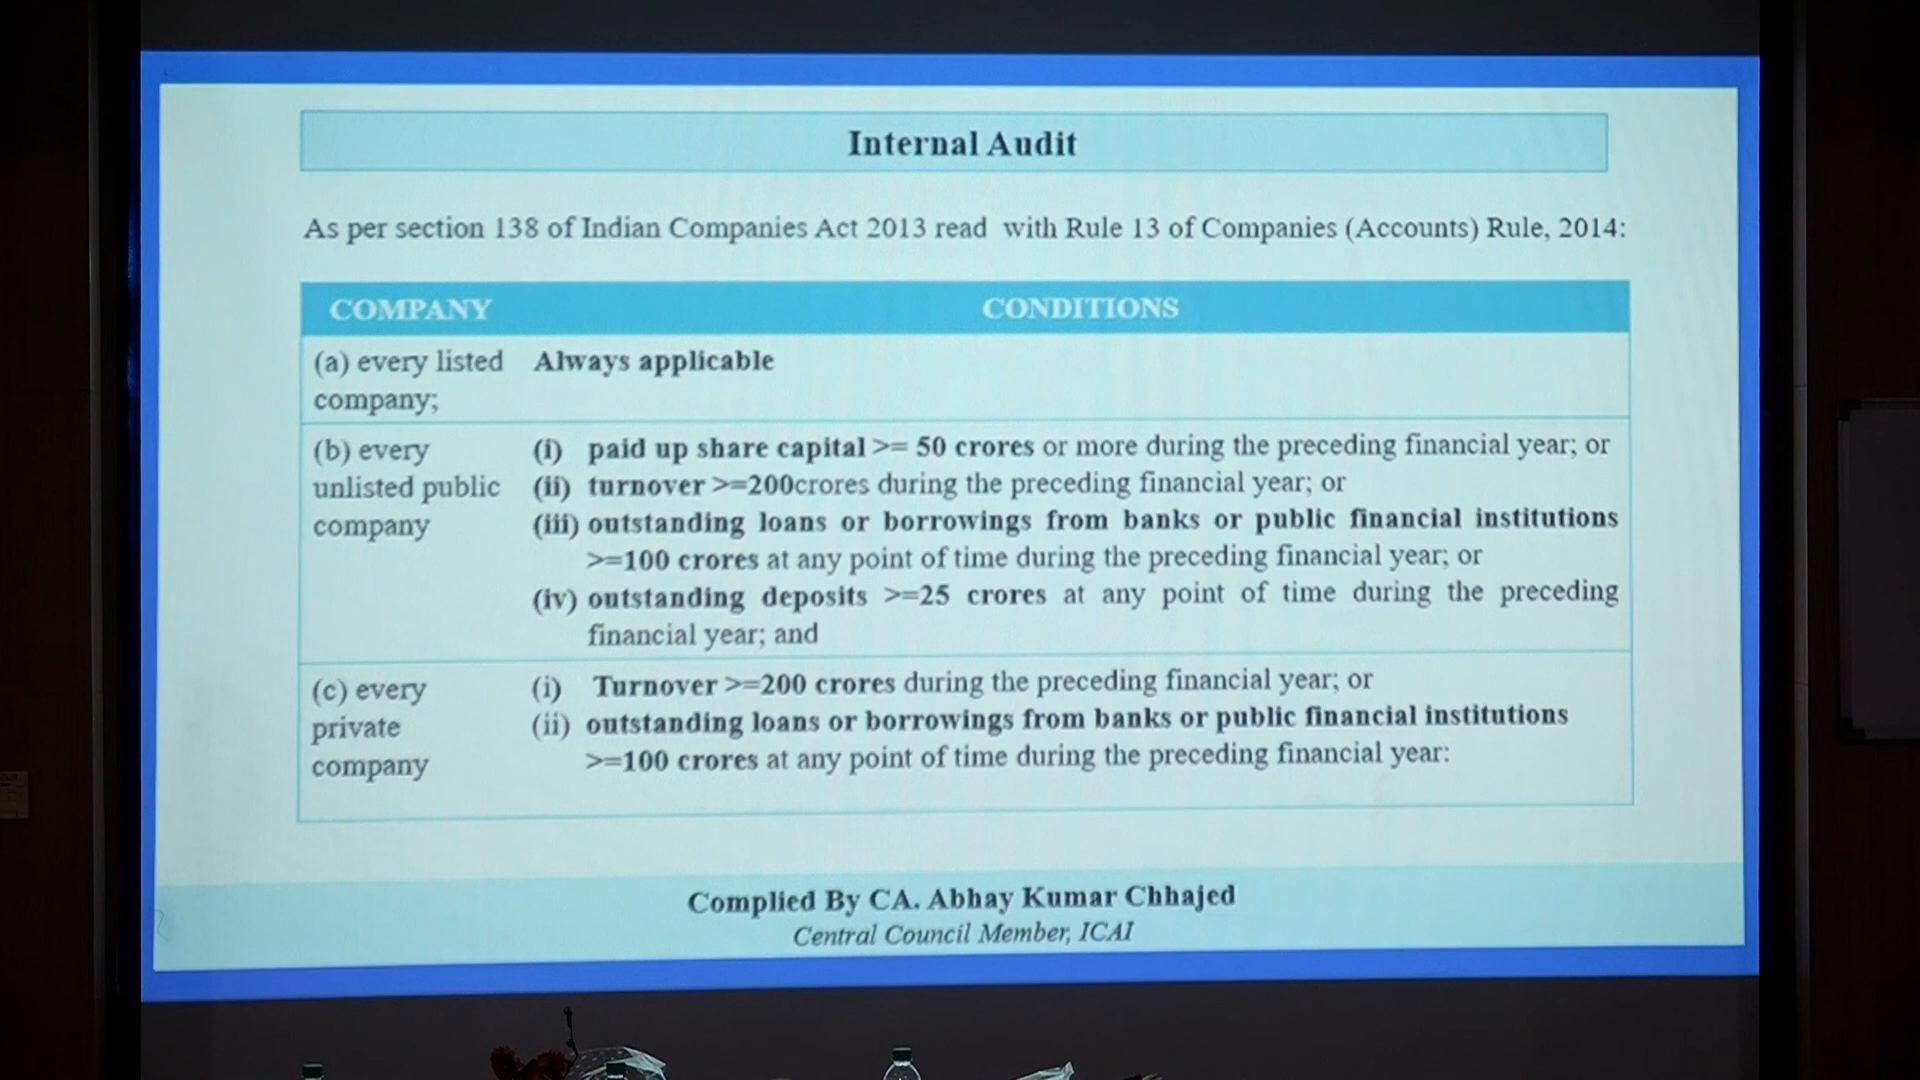 Internal Audit
As per section 138 of Indian Companies Act 2013 read with Rule 13 of Companies (Accounts) Rule, 2014:
COMPANY CONDITIONS
(a) every listed company; Always applicable
(b) every unlisted public company
(i) paid up share capital >= 50 crores or more during the preceding financial year; or
(ii) turnover >=200crores during the preceding financial year; or
(iii) outstanding loans or borrowings from banks or public financial institutions
>=100 crores at any point of time during the preceding financial year; or
(iv) outstanding deposits >=25 crores at any point of time during the preceding
financial year; and
(c) every private company
(i) Turnover >=200 crores during the preceding financial year; or
(ii) outstanding loans or borrowings from banks or public financial institutions
>=100 crores at any point of time during the preceding financial year:
Complied By CA. Abhay Kumar Chhajed
Central Council Member, ICAI